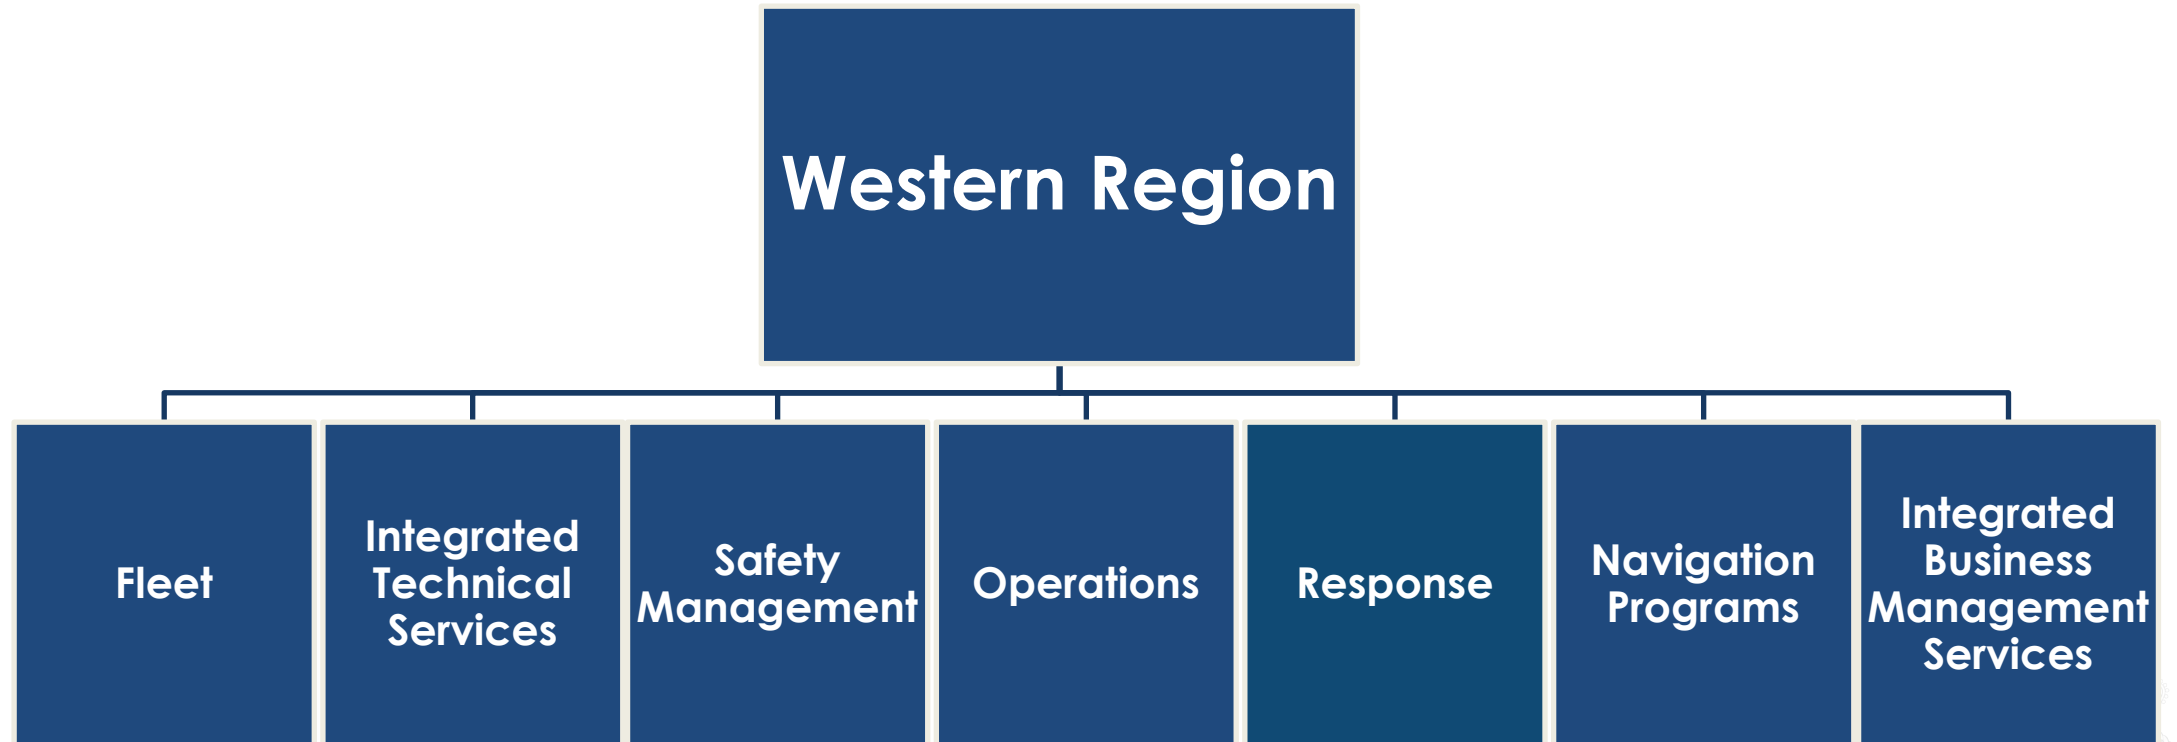 Western Region
Fleet
Integrated
Technical
Services
Safety
Management
Operations
Response
Navigation
Programs
Integrated
Business
Management
Services